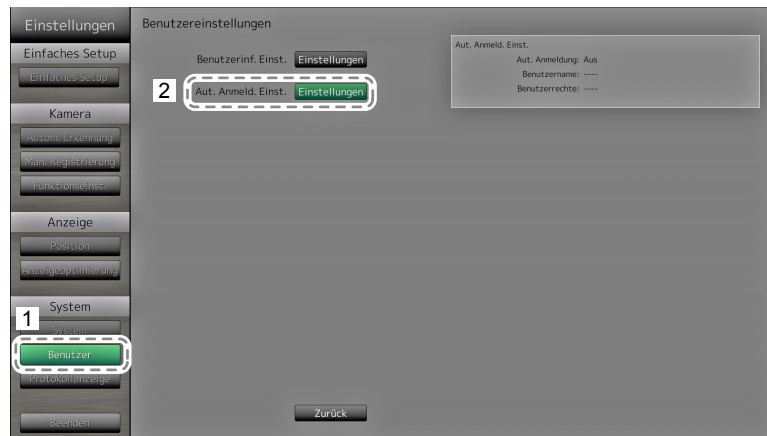 Einstellungen
Einfaches Setup
Einfaches Setup
Kamera
Autom. Erkennung
Man. Registrierung
Funktionseinst.
Anzeige
Position
Anzeigeoptimierung
System
1
System
Benutzer
Protokollanzeige
Beenden
Benutzereinstellungen
Benutzerinf. Einst. Einstellungen
2 Aut. Anmeld. Einst. Einstellungen
Zurück
Aut. Anmeld. Einst.
Aut. Anmeldung: Aus
Benutzername: ----
Benutzerrechte: ----